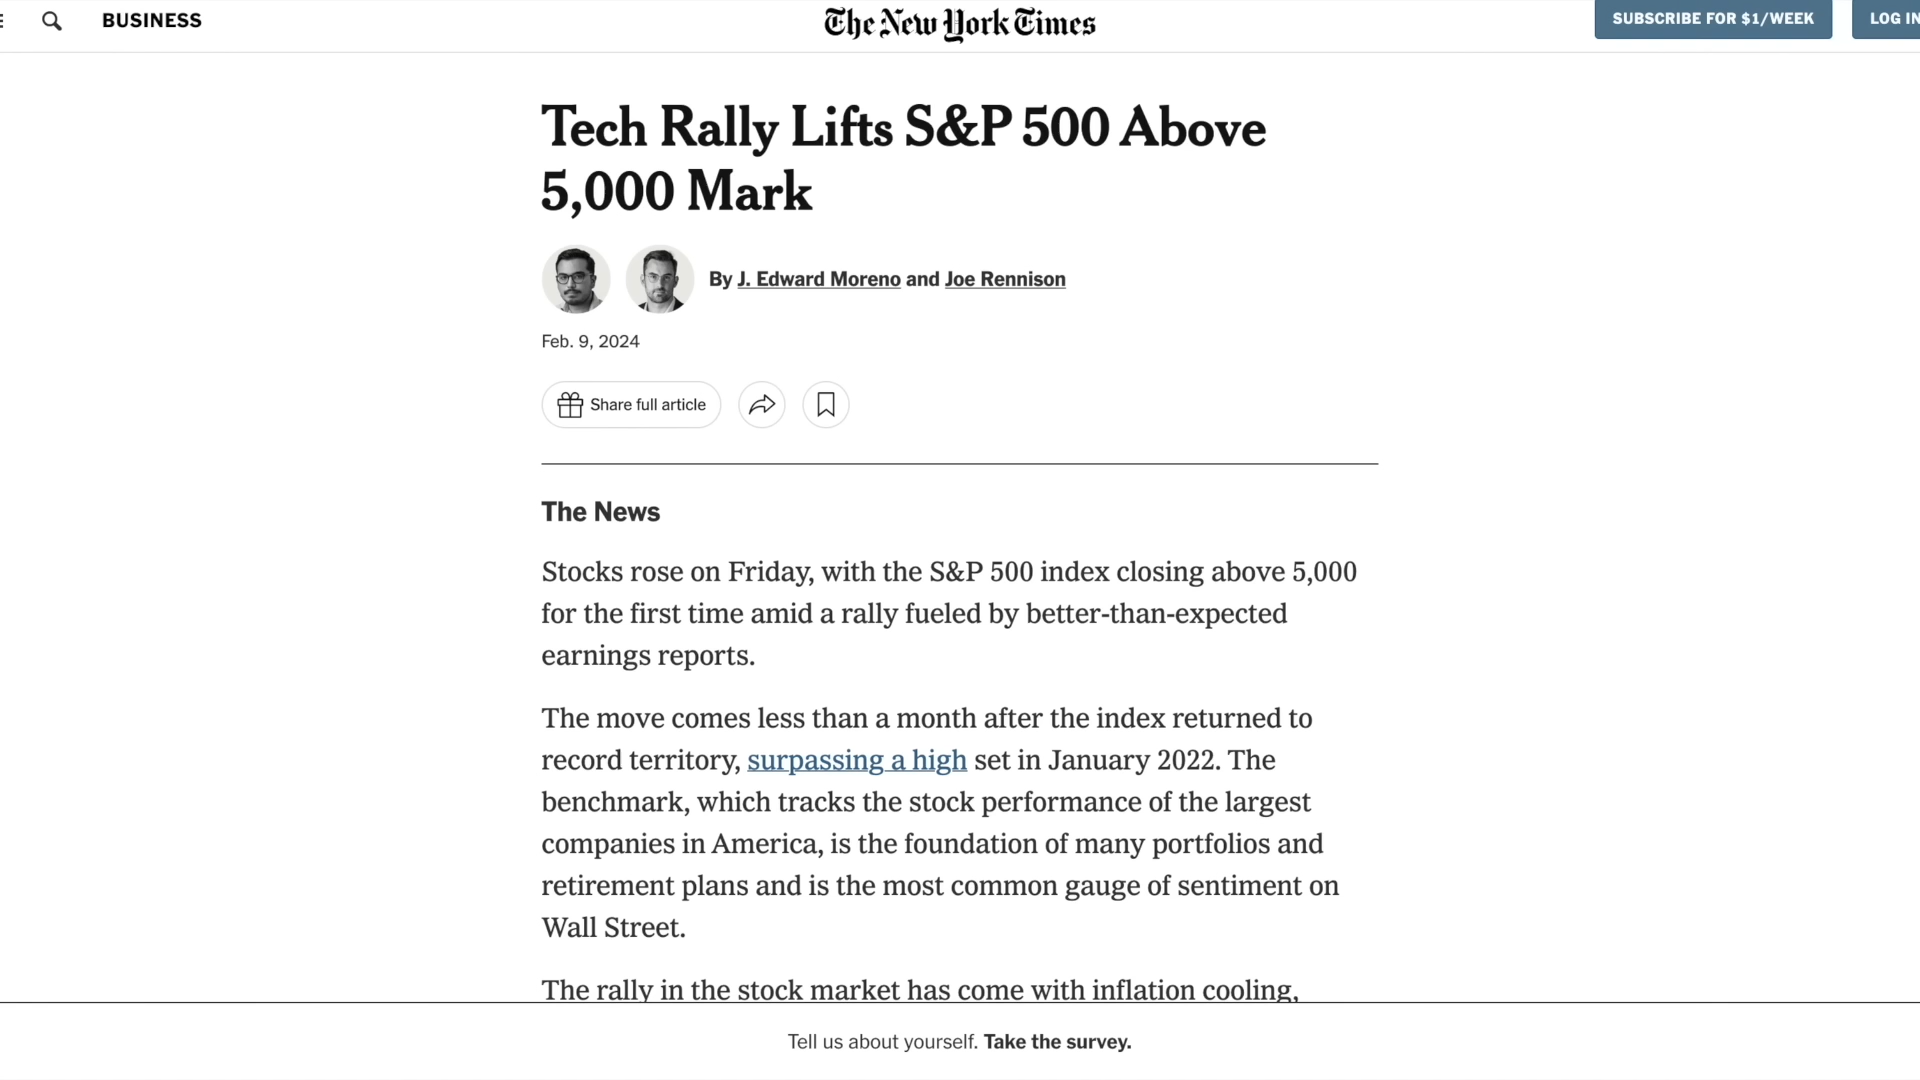 BUSINESS
The New York Times
SUBSCRIBE FOR $1/WEEK
LOG IN
Tech Rally Lifts S&P 500 Above
5,000 Mark
By J. Edward Moreno and Joe Rennison
Feb. 9, 2024
Share full article
The News
Stocks rose on Friday, with the S&P 500 index closing above 5,000
for the first time amid a rally fueled by better-than-expected
earnings reports.
The move comes less than a month after the index returned to
record territory, surpassing a high set in January 2022. The
benchmark, which tracks the stock performance of the largest
companies in America, is the foundation of many portfolios and
retirement plans and is the most common gauge of sentiment on
Wall Street.
The rally in the stock market has come with inflation cooling,
Tell us about yourself. Take the survey.